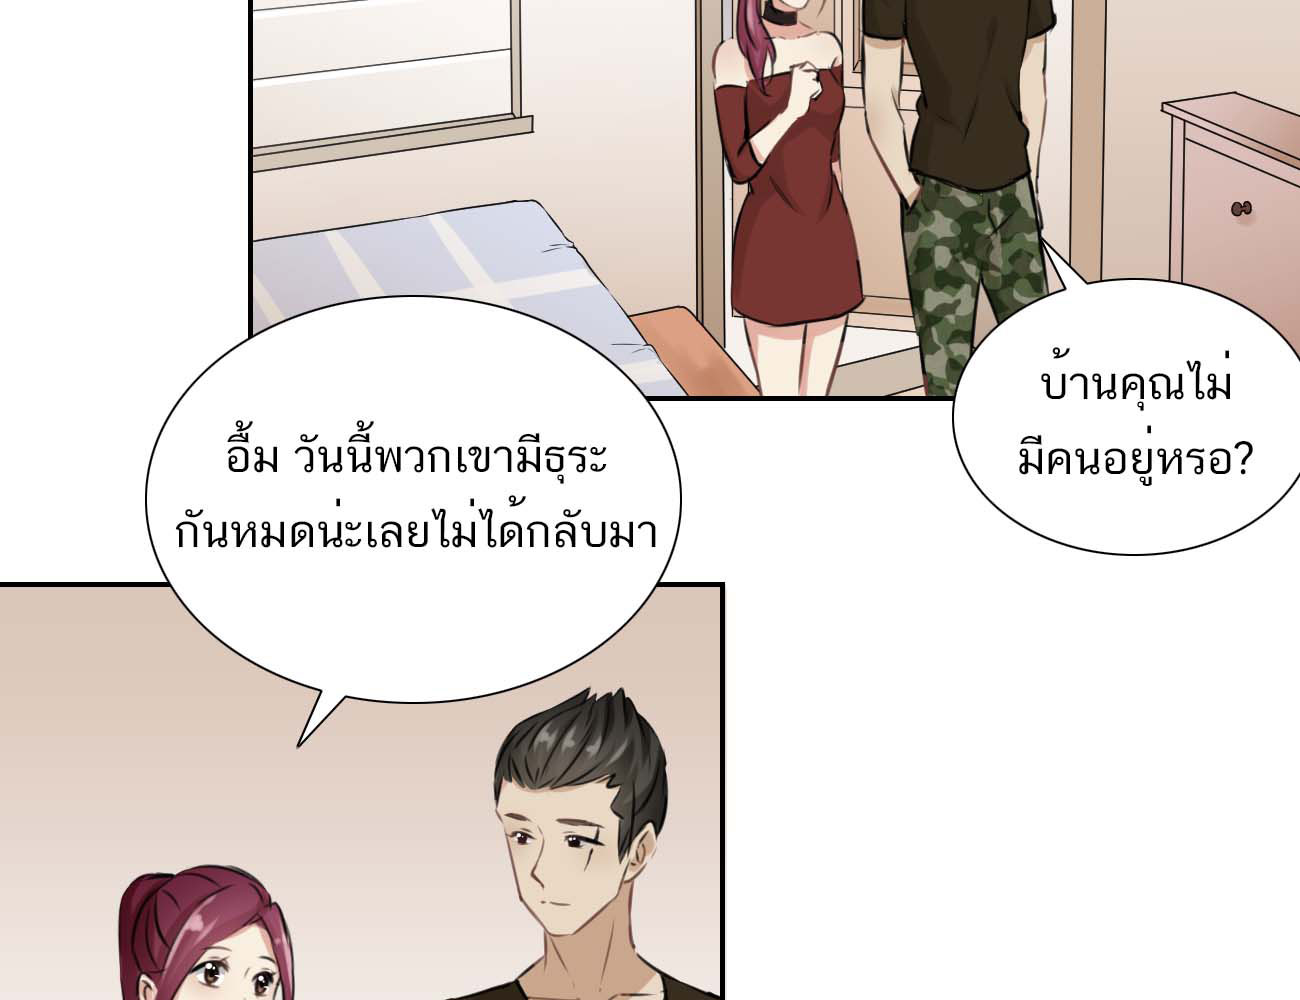 บ้านคุณไม่
มีคนอยู่หรอ?
อื้ม วันนี้พวกเขามีธุระ
กันหมดน่ะเลยไม่ได้กลับมา